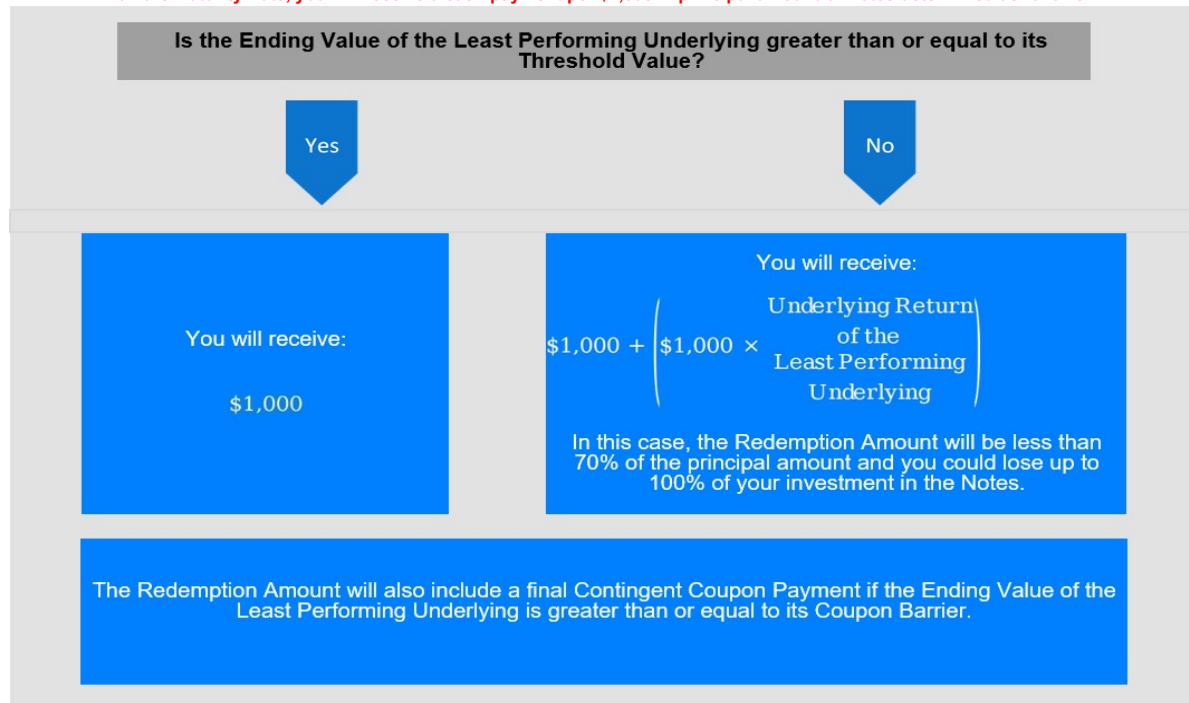 Is the Ending Value of the Least Performing Underlying greater than or equal to its
Threshold Value?
Yes
No
You will receive:
$1,000
You will receive:
$1,000 + ($1,000 × Underlying Return
of the
Least Performing
Underlying)
In this case, the Redemption Amount will be less than
70% of the principal amount and you could lose up to
100% of your investment in the Notes.
The Redemption Amount will also include a final Contingent Coupon Payment if the Ending Value of the
Least Performing Underlying is greater than or equal to its Coupon Barrier.